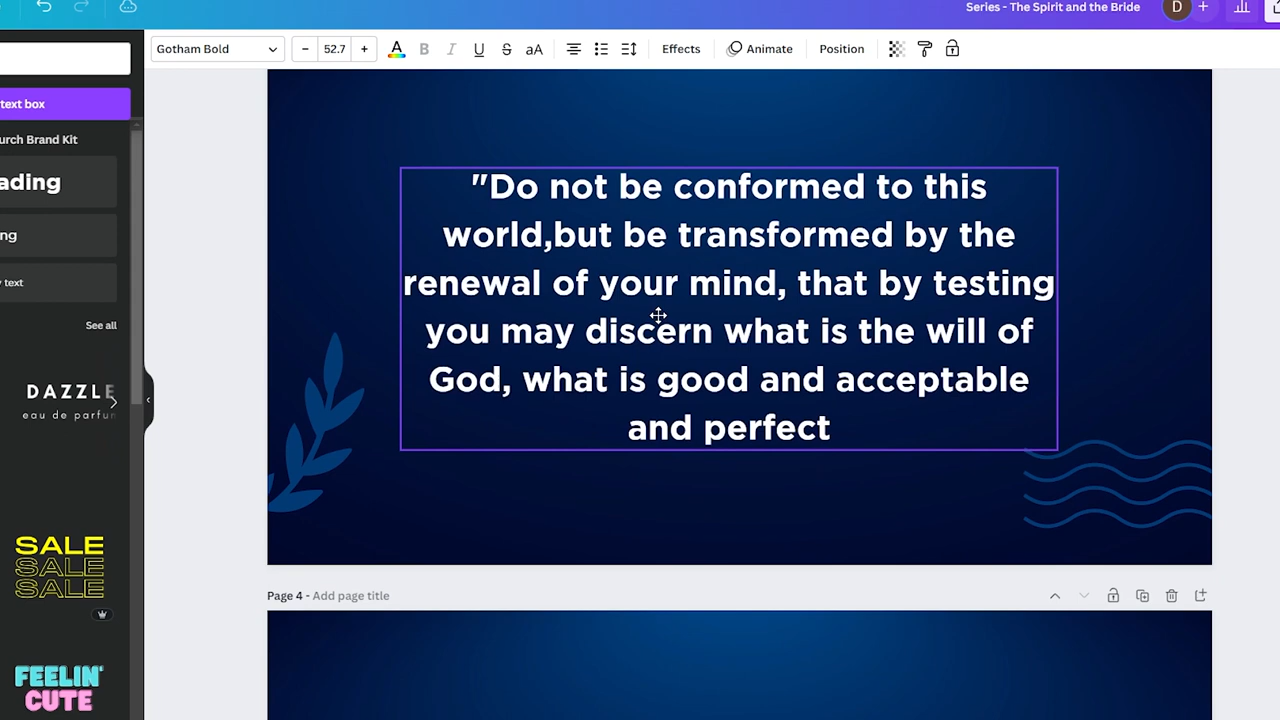 Series - The Spirit and the Bride
D
Gotham Bold
52.7
A
B
I
U
S
aA
Effects
Animate
Position
text box
urch Brand Kit
ading
ng
text
See all
DAZZLE
eau de parfum
SALE
SALE
SALE
FEELIN'
CUTE
"Do not be conformed to this
world,but be transformed by the
renewal of your mind, that by testing
you may discern what is the will of
God, what is good and acceptable
and perfect
Page 4 - Add page title